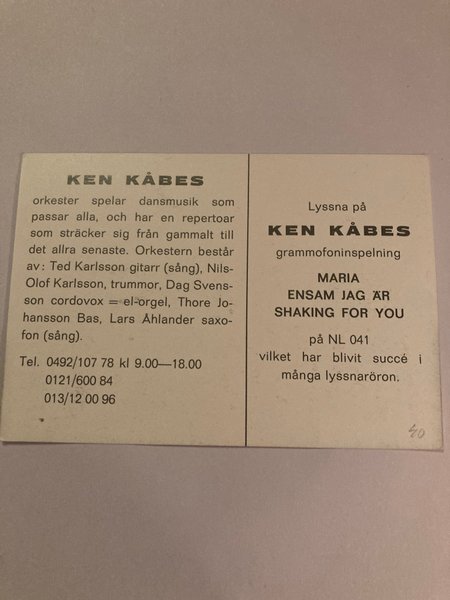 KEN KÅBES
orkester spelar dansmusik som
passar alla, och har en repertoar
som sträcker sig från gammalt till
det allra senaste. Orkestern består
av: Ted Karlsson gitarr (sång), Nils-
Olof Karlsson, trummor, Dag Svens-
son cordovox = el-orgel, Thore Jo-
hansson Bas, Lars Åhlander saxo-
fon (sång).
Tel. 0492/107 78 kl 9.00—18.00
0121/600 84
013/12 00 96
Lyssna på
KEN KÅBES
grammofoninspelning
MARIA
ENSAM JAG ÄR
SHAKING FOR YOU
på NL 041
vilket har blivit succé i
många lyssnaröron.
40